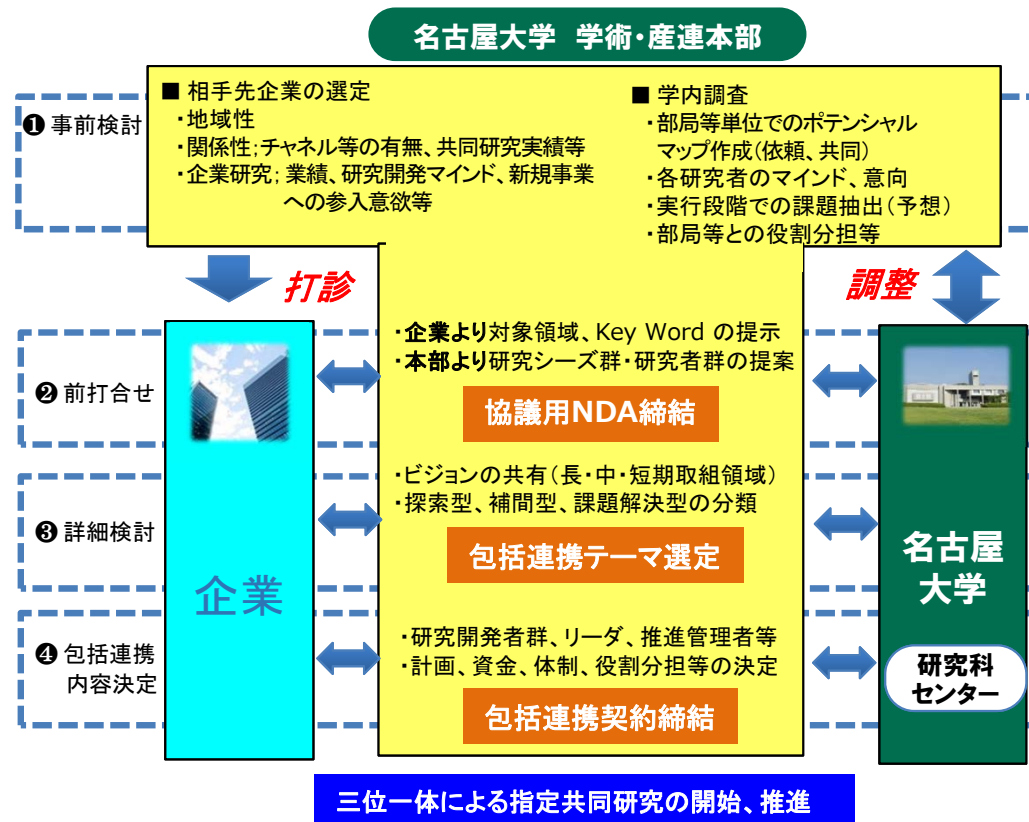 名古屋大学 学術・産連本部
❶ 事前検討
■ 相手先企業の選定
・地域性
・関係性;チャネル等の有無、共同研究実績等
・企業研究; 業績、研究開発マインド、新規事業
への参入意欲等
■ 学内調査
・部局等単位でのポテンシャル
マップ作成(依頼、共同)
・各研究者のマインド、意向
・実行段階での課題抽出(予想)
・部局等との役割分担等
打診
調整
❷ 前打合せ
・企業より対象領域、Key Word の提示
・本部より研究シーズ群・研究者群の提案
協議用NDA締結
❸ 詳細検討
・ビジョンの共有(長・中・短期取組領域)
・探索型、補間型、課題解決型の分類
包括連携テーマ選定
企業
名古屋
大学
❹ 包括連携
内容決定
・研究開発者群、リーダ、推進管理者等
・計画、資金、体制、役割分担等の決定
包括連携契約締結
研究科
センター
三位一体による指定共同研究の開始、推進